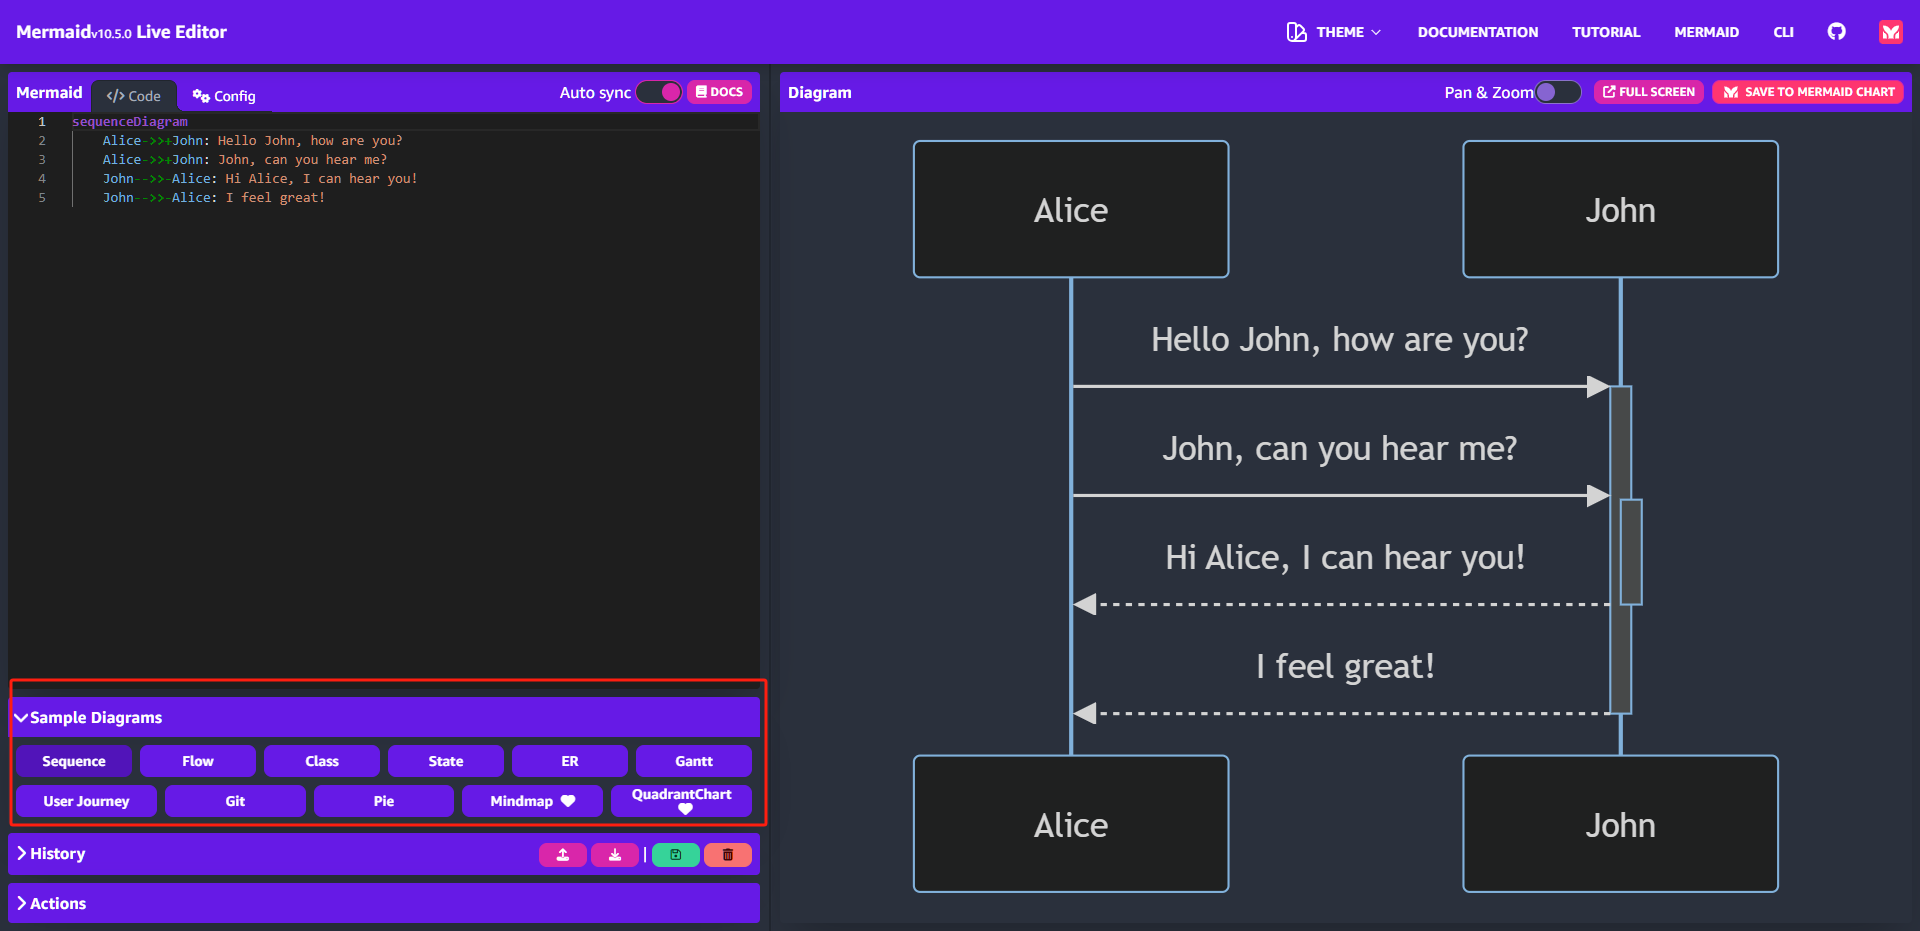 Mermaidv10.5.0 Live Editor
THEME
DOCUMENTATION
TUTORIAL
MERMAID
CLI
Mermaid
</> Code
Config
Auto sync
DOCS
1 sequenceDiagram
2 Alice->>+John: Hello John, how are you?
3 Alice->>+John: John, can you hear me?
4 John-->>-Alice: Hi Alice, I can hear you!
5 John-->>-Alice: I feel great!
Sample Diagrams
Sequence
Flow
Class
State
ER
Gantt
User Journey
Git
Pie
Mindmap
QuadrantChart
History
Actions
Diagram
Pan & Zoom
FULL SCREEN
SAVE TO MERMAID CHART
Alice
John
Hello John, how are you?
John, can you hear me?
Hi Alice, I can hear you!
I feel great!
Alice
John